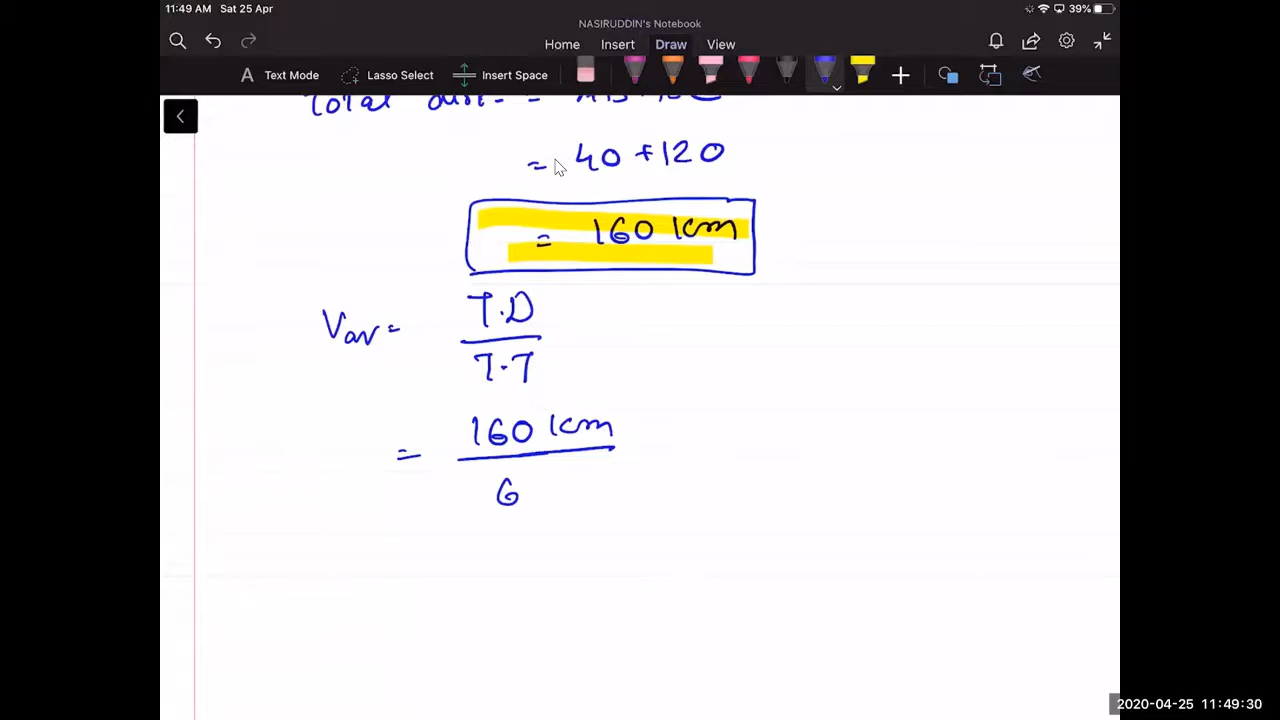 11:49 AM Sat 25 Apr
39%
NASIRUDDIN's Notebook
Home Insert Draw View
Text Mode Lasso Select Insert Space
Total =
= 40 + 120
= 160 km
Vav = T.D
T.T
= 160 km
6
2020-04-25 11:49:30